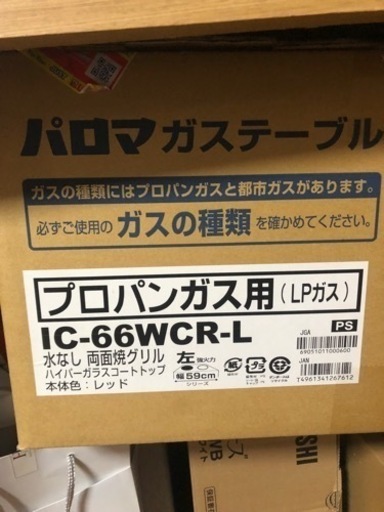 パロマ ガステーブル
ガスの種類にはプロパンガスと都市ガスがあります。
必ずご使用の ガスの種類 を確かめてください。
プロパンガス用(LPガス)
IC-66WCR-L
水なし 両面焼グリル
ハイパーガラスコートトップ
本体色:レッド
左 強火力
幅59cm
シリーズ
JGA
PS
6905101100060​0
JAN
T4961341267612
SHI